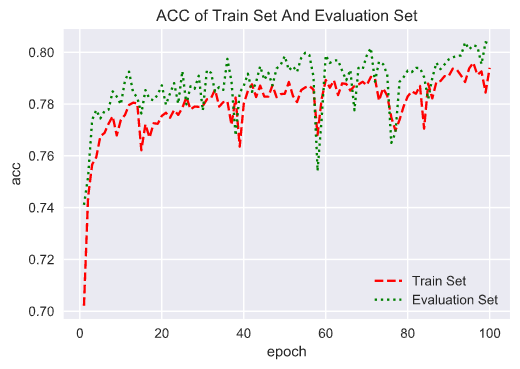 ACC of Train Set And Evaluation Set
acc
0.80
0.78
0.76
0.74
0.72
0.70
0
20
40
60
80
100
epoch
Train Set
Evaluation Set